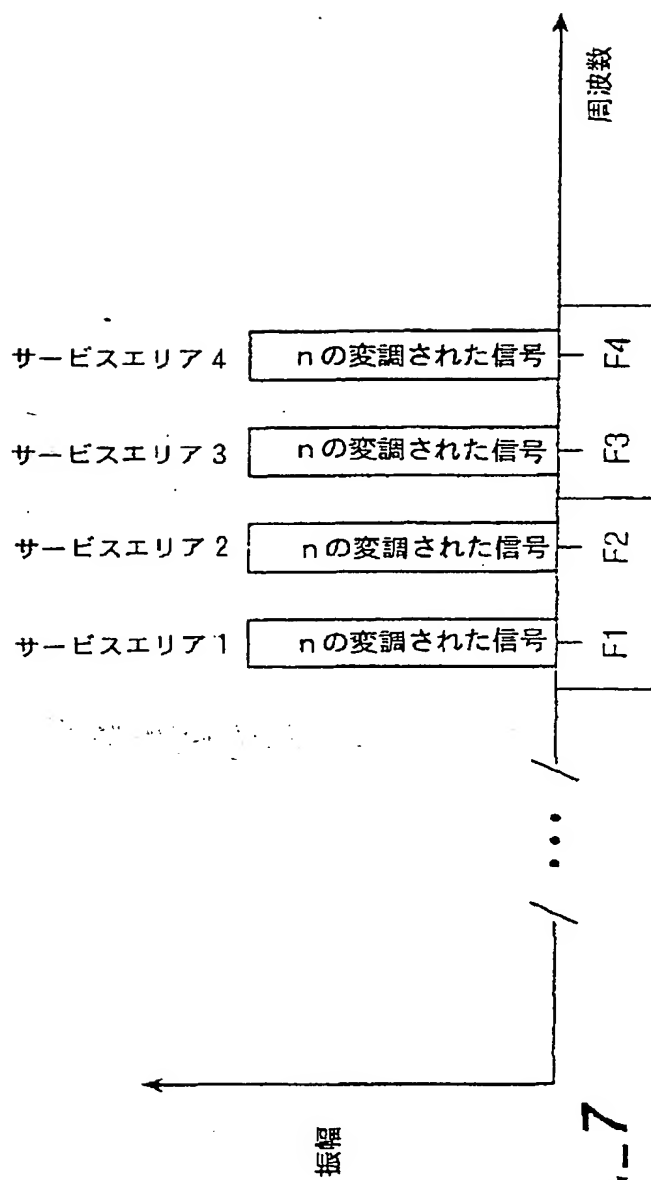 サービスエリア4
nの変調された信号
F4
サービスエリア3
nの変調された信号
F3
サービスエリア2
nの変調された信号
F2
サービスエリア1
nの変調された信号
F1
周波数
振幅
7